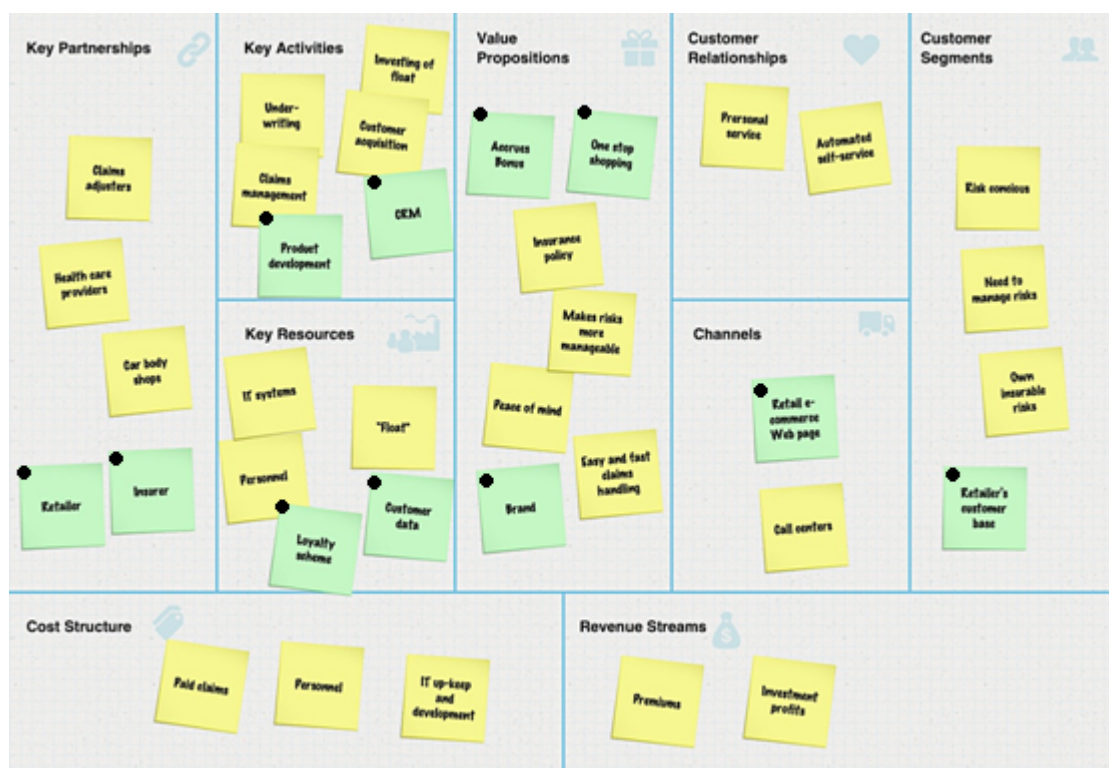 Key Partnerships
Claims
adjusters
Health care
providers
Car body
shops
Retailer
Insurer
Key Activities
Investing of
float
Under-
writing
Customer
acquisition
Claims
management
CRM
Product
development
Key Resources
IT systems
"Float"
Personnel
Customer
data
Loyalty
scheme
Value
Propositions
Accrues
Bonus
One stop
shopping
Insurance
policy
Makes risks
more
manageable
Peace of mind
Easy and fast
claims
handling
Brand
Customer
Relationships
Prersonal
service
Automated
self-service
Channels
Retail e-
commerce
Web page
Call centers
Customer
Segments
Risk concious
Need to
manage risks
Own
insurable
risks
Retailer's
customer
base
Cost Structure
Paid claims
Personnel
IT up-keep
and
development
Revenue Streams
$
Premiums
Investment
profits